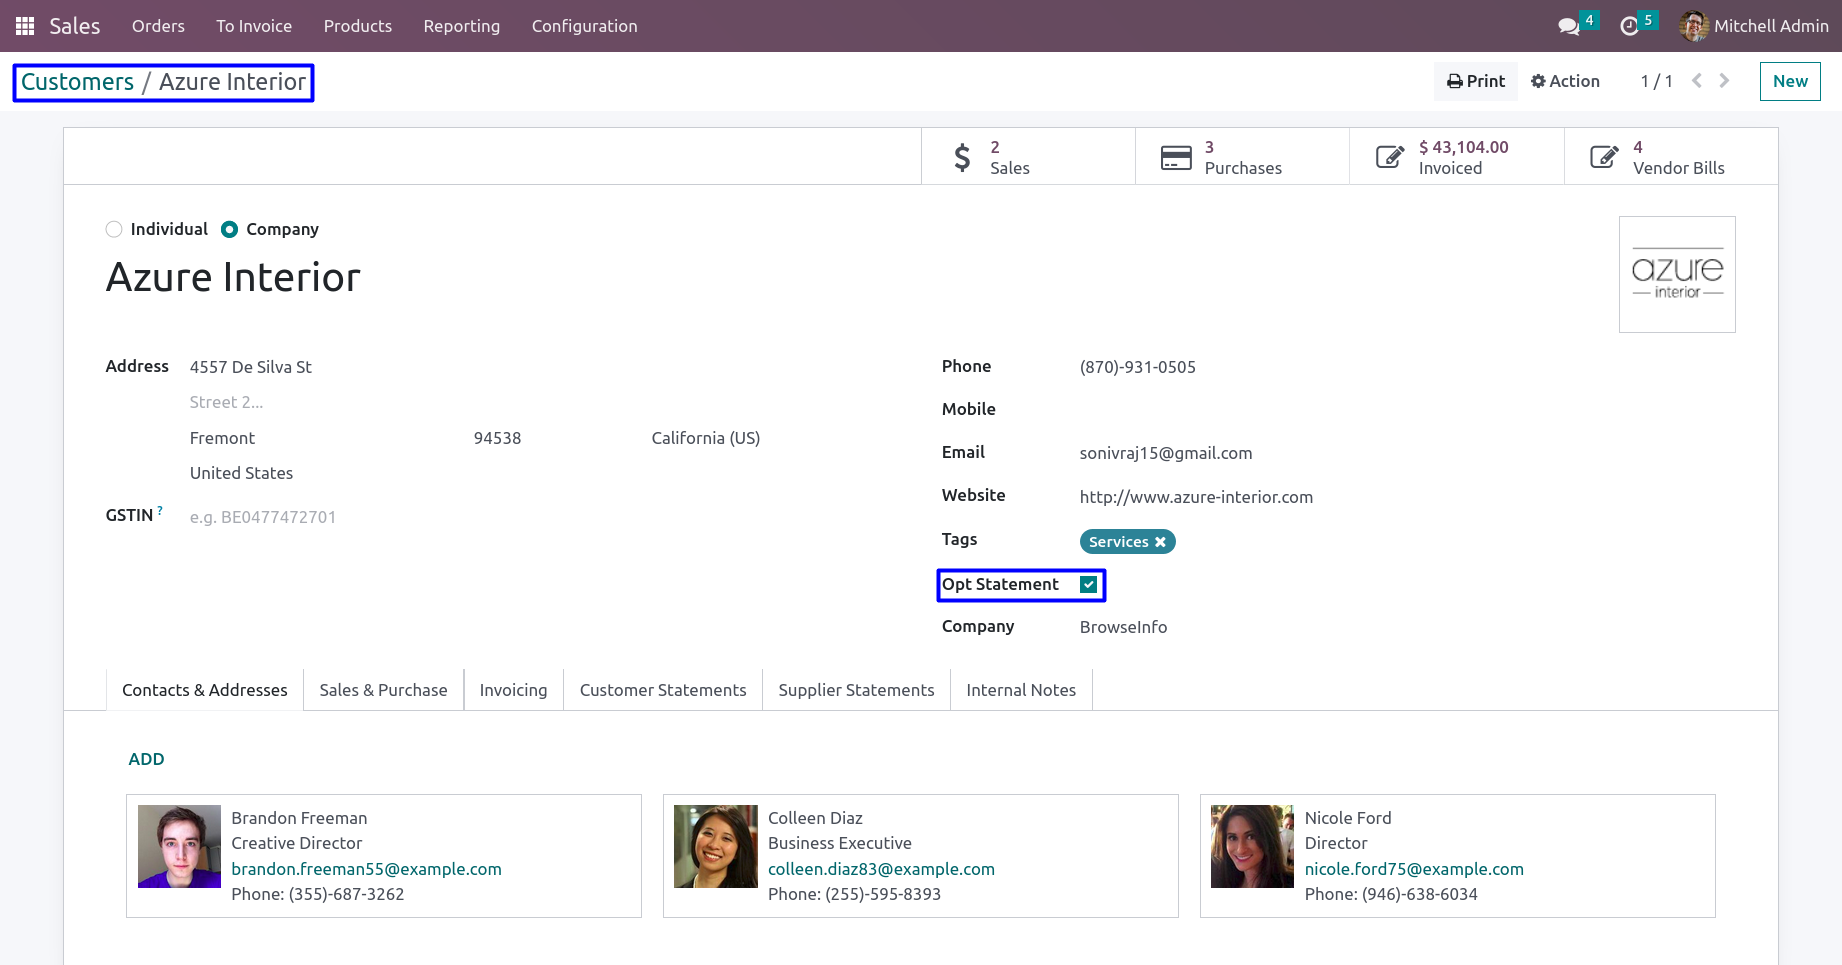 Sales Orders To Invoice Products Reporting Configuration 4 5 Mitchell Admin
Customers / Azure Interior Print Action 1 / 1 New
2 Sales
3 Purchases
$ 43,104.00 Invoiced
4 Vendor Bills
Individual Company
Azure Interior
azure
interior
Address 4557 De Silva St
Street 2...
Fremont 94538 California (US)
United States
GSTIN ? e.g. BE0477472701
Phone (870)-931-0505
Mobile
Email sonivraj15@gmail.com
Website http://www.azure-interior.com
Tags Services
Opt Statement
Company BrowseInfo
Contacts & Addresses Sales & Purchase Invoicing Customer Statements Supplier Statements Internal Notes
ADD
Brandon Freeman
Creative Director
brandon.freeman55@example.com
Phone: (355)-687-3262
Colleen Diaz
Business Executive
colleen.diaz83@example.com
Phone: (255)-595-8393
Nicole Ford
Director
nicole.ford75@example.com
Phone: (946)-638-6034